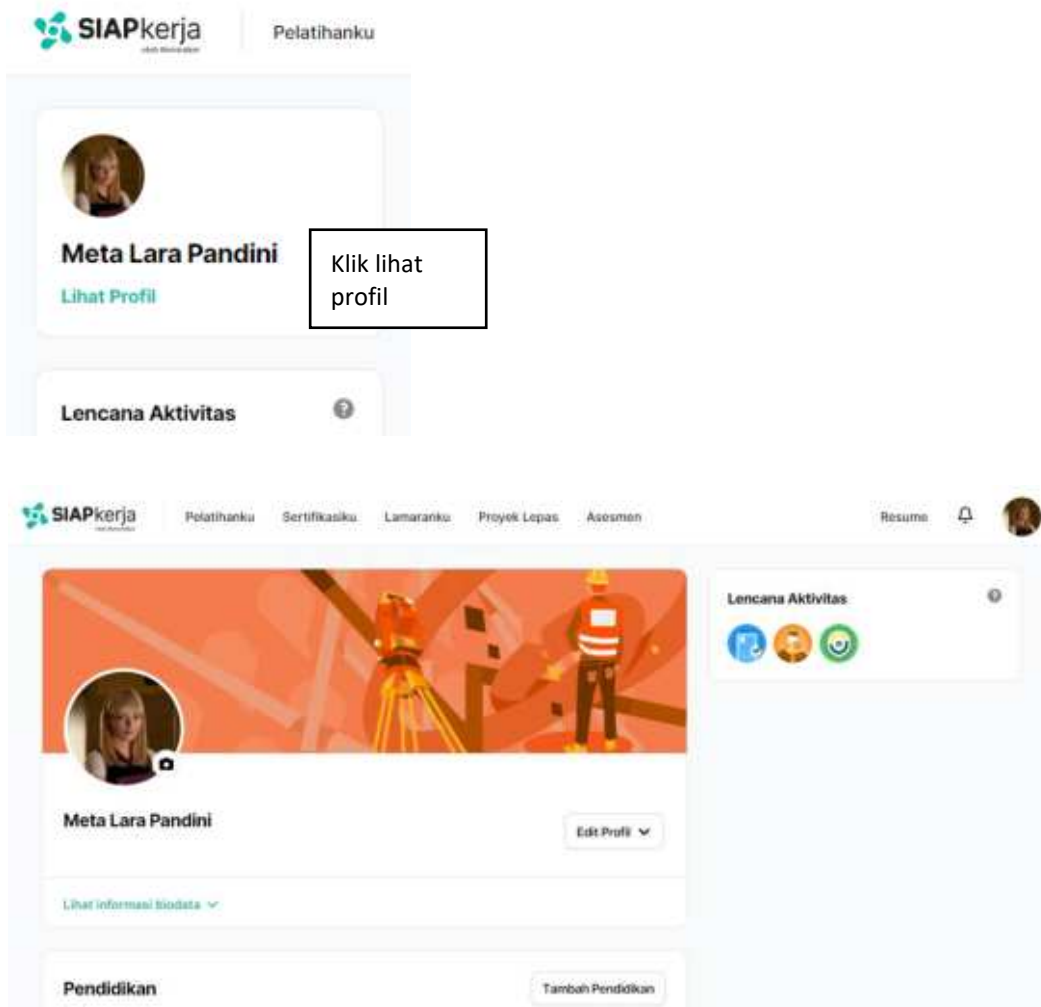 SIAPkerja
Pelatihanku
Meta Lara Pandini
Lihat Profil
Klik lihat
profil
Lencana Aktivitas
SIAPkerja
Pelatihanku Sertifikasiku Lamaranku Proyek Lepas Asesmen Resume
Lencana Aktivitas
Meta Lara Pandini
Edit Profil
Lihat informasi biodata
Pendidikan
Tambah Pendidikan